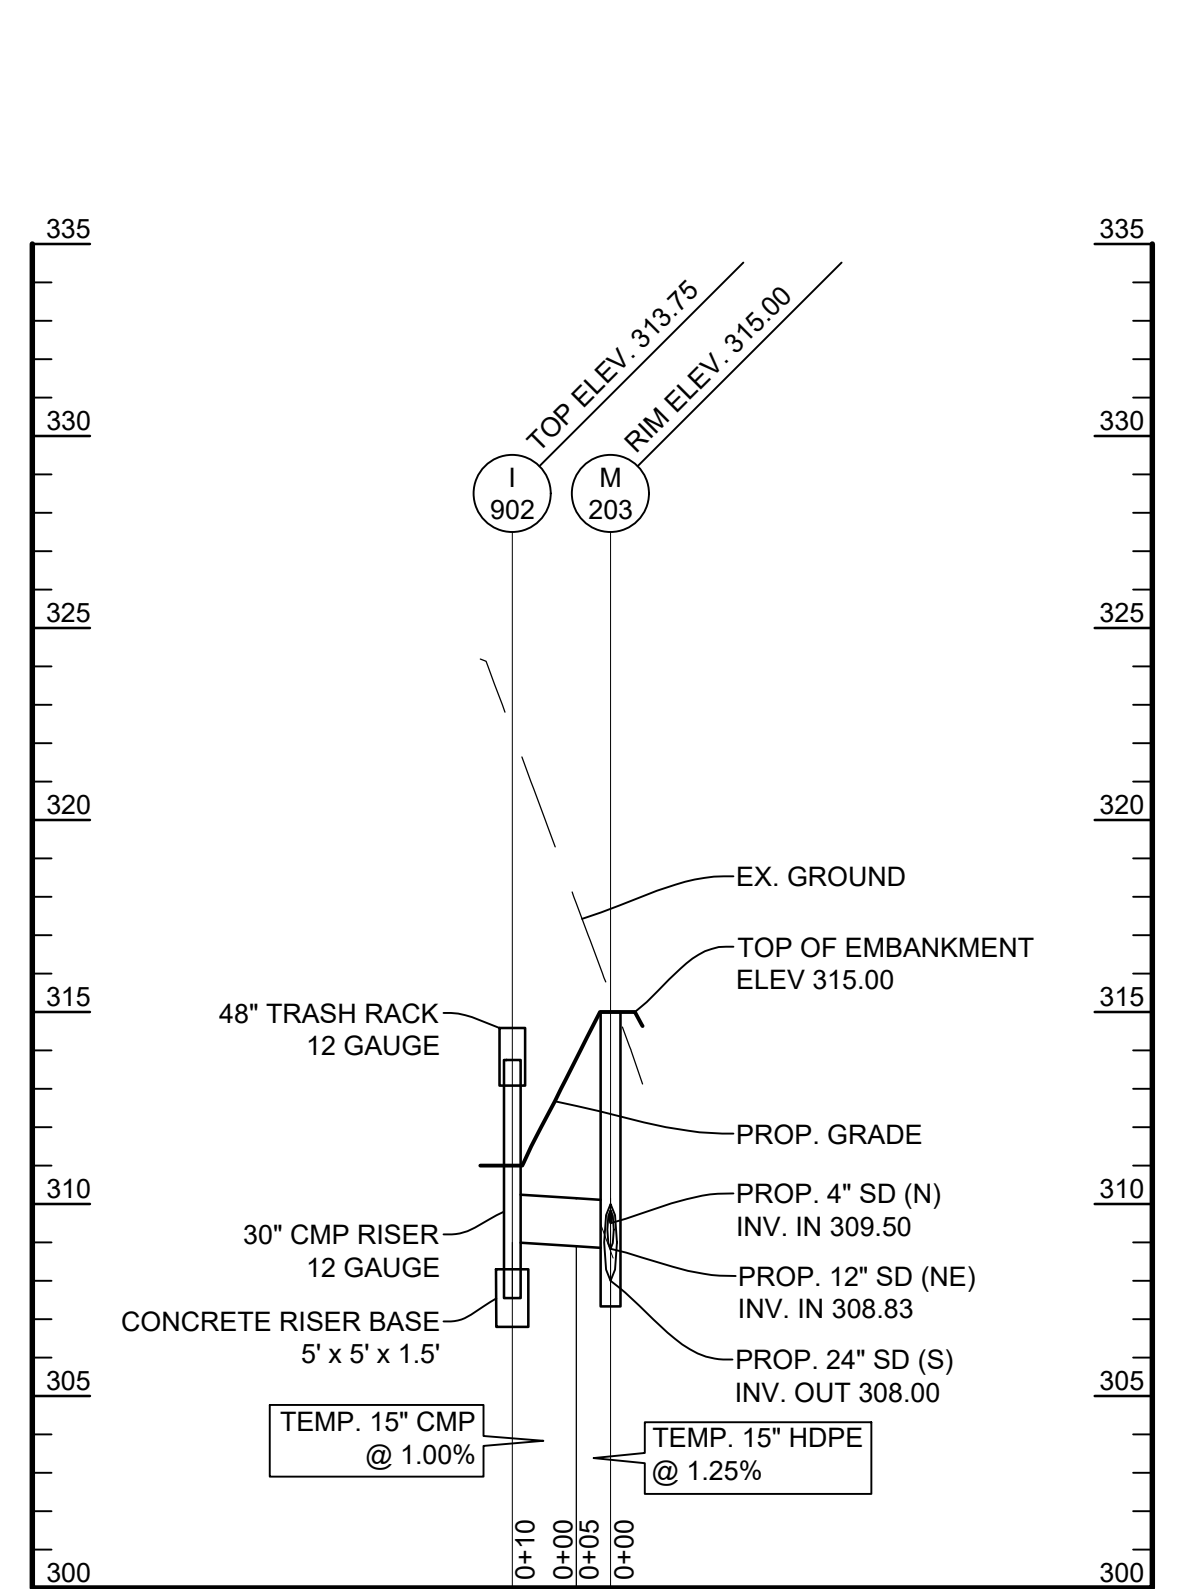 335
335
TOP ELEV. 313.75
RIM ELEV. 315.00
330
330
I
902
M
203
325
325
320
320
EX. GROUND
TOP OF EMBANKMENT
ELEV 315.00
315
315
48" TRASH RACK
12 GAUGE
PROP. GRADE
310
310
PROP. 4" SD (N)
INV. IN 309.50
30" CMP RISER
12 GAUGE
PROP. 12" SD (NE)
INV. IN 308.83
CONCRETE RISER BASE
5' x 5' x 1.5'
PROP. 24" SD (S)
INV. OUT 308.00
305
305
TEMP. 15" CMP
@ 1.00%
TEMP. 15" HDPE
@ 1.25%
0+10
0+00
0+05
0+00
300
300